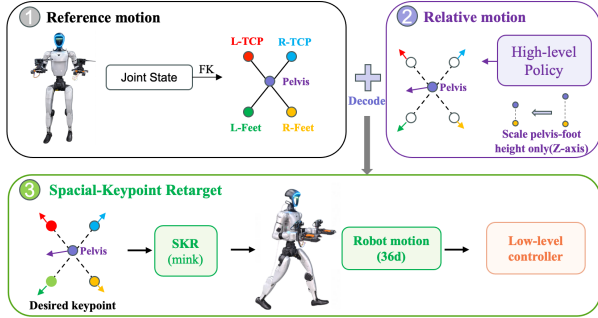 1 Reference motion
L-TCP R-TCP
Joint State
FK
Pelvis
L-Feet R-Feet
Decode
2 Relative motion
High-level
Policy
Pelvis
Scale pelvis-foot
height only(Z-axis)
3 Spacial-Keypoint Retarget
Pelvis
Desired keypoint
SKR
(mink)
Robot motion
(36d)
Low-level
controller